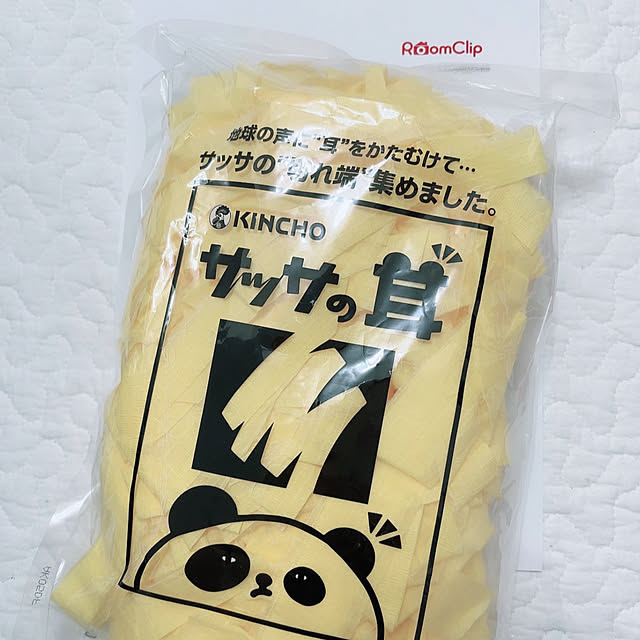 RoomClip
地球の声に"耳"をかたむけて…
サッサの"切れ端"集めました。
KINCHO
サッサの耳